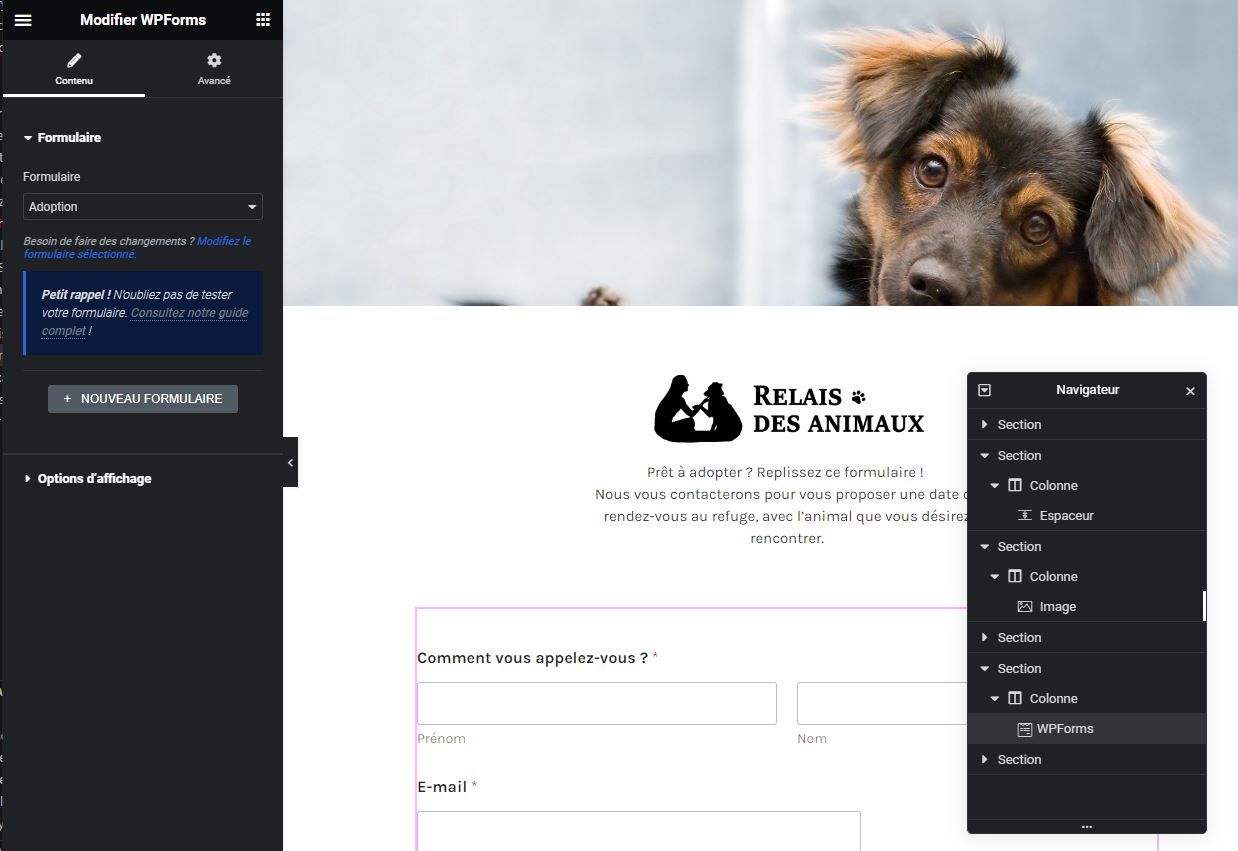 Modifier WPForms
Contenu
Avancé
Formulaire
Formulaire
Adoption
Besoin de faire des changements ? Modifiez le
formulaire sélectionné.
Petit rappel ! N'oubliez pas de tester
votre formulaire. Consultez notre guide
complet !
+ NOUVEAU FORMULAIRE
Options d'affichage
RELAIS
DES ANIMAUX
Prêt à adopter ? Replissez ce formulaire !
Nous vous contacterons pour vous proposer une date
rendez-vous au refuge, avec l'animal que vous désirez
rencontrer.
Comment vous appelez-vous ? *
Prénom
Nom
E-mail *
Navigateur
Section
Section
Colonne
Espaceur
Section
Colonne
Image
Section
Section
Colonne
WPForms
Section